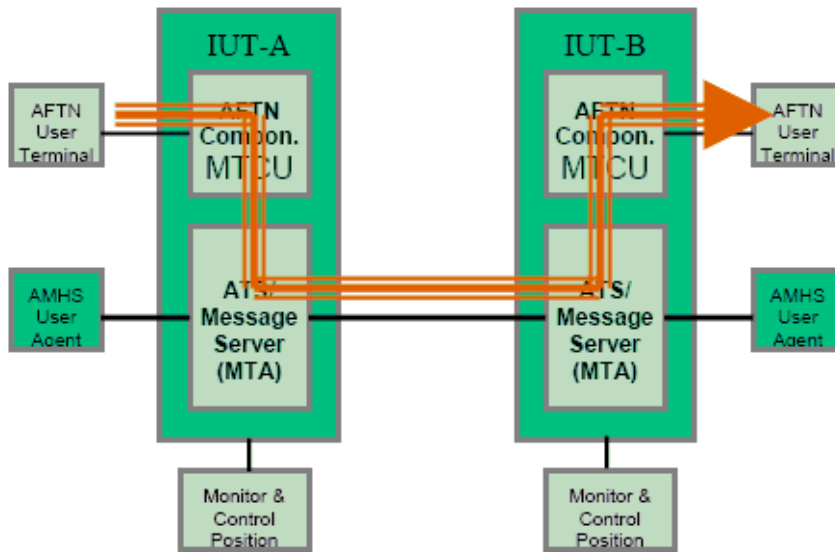 IUT-A
IUT-B
AFTN
User
Terminal
AFTN
Compon.
MTCU
AFTN
Compon.
MTCU
AFTN
User
Terminal
AMHS
User
Agent
ATS/
Message
Server
(MTA)
ATS/
Message
Server
(MTA)
AMHS
User
Agent
Monitor &
Control
Position
Monitor &
Control
Position